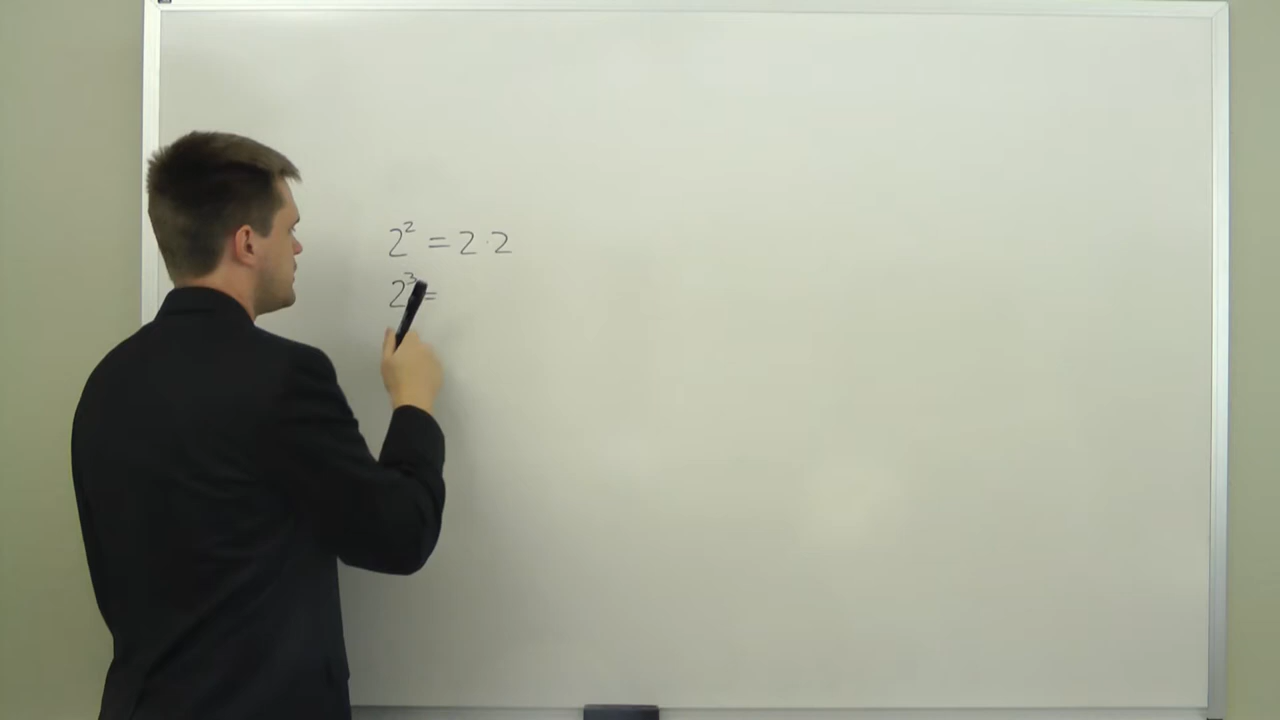 2² = 2·2
2³ =